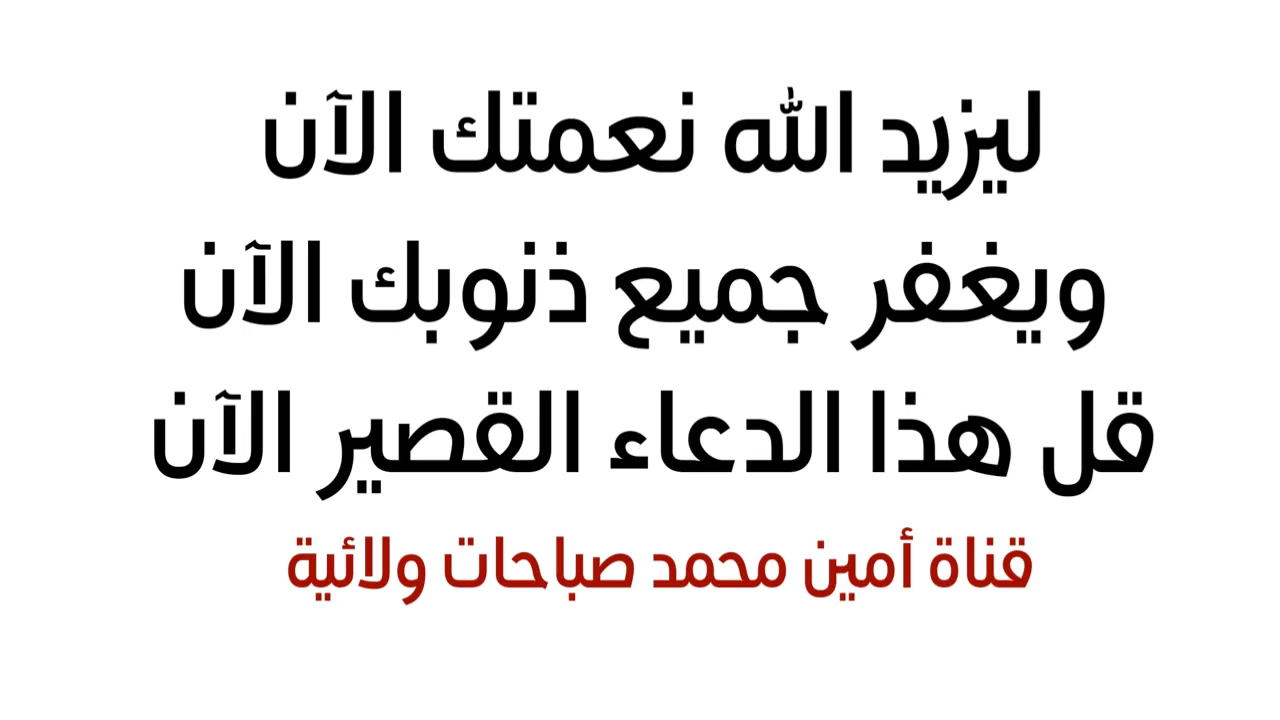 ليزيد الله نعمتك الآن
ويغفر جميع ذنوبك الآن
قل هذا الدعاء القصير الآن
قناة أمين محمد صباحات ولائية